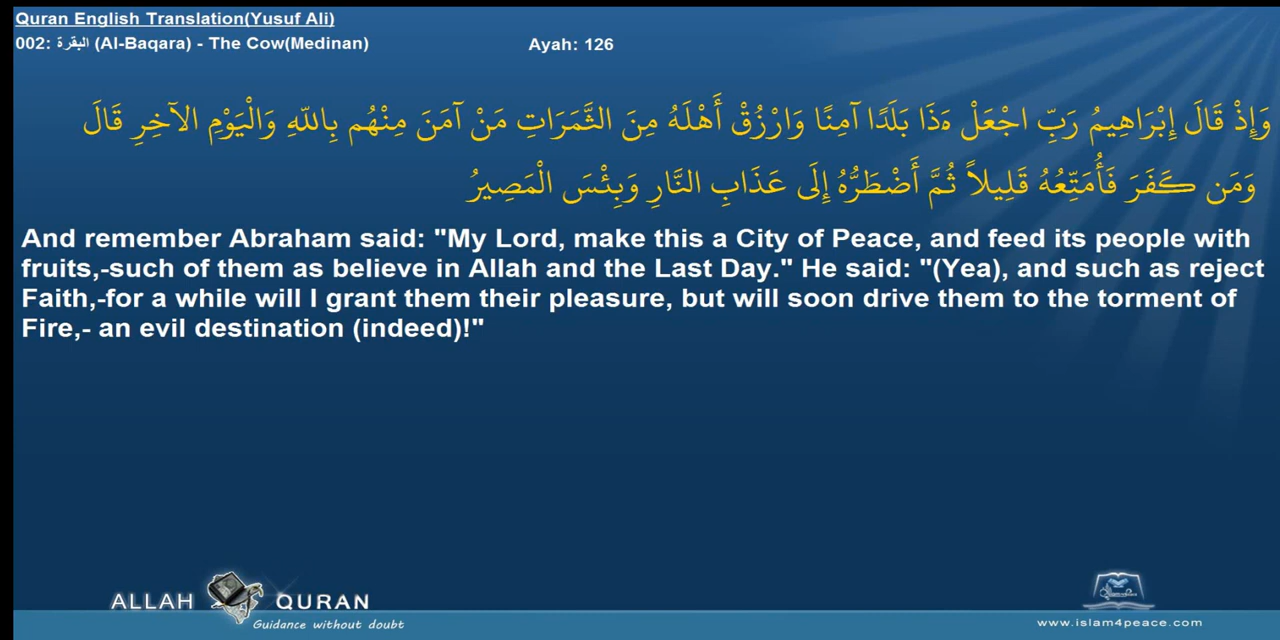 Quran English Translation(Yusuf Ali)
002: البقرة (Al-Baqara) - The Cow(Medinan)
Ayah: 126
وَإِذْ قَالَ إِبْرَاهِيمُ رَبِّ اجْعَلْ هَٰذَا بَلَدًا آمِنًا وَارْزُقْ أَهْلَهُ مِنَ الثَّمَرَاتِ مَنْ آمَنَ مِنْهُم بِاللّهِ وَالْيَوْمِ الآخِرِ قَالَ
وَمَن كَفَرَ فَأُمَتِّعُهُ قَلِيلاً ثُمَّ أَضْطَرُّهُ إِلَى عَذَابِ النَّارِ وَبِئْسَ الْمَصِيرُ
And remember Abraham said: "My Lord, make this a City of Peace, and feed its people with
fruits,-such of them as believe in Allah and the Last Day." He said: "(Yea), and such as reject
Faith,-for a while will I grant them their pleasure, but will soon drive them to the torment of
Fire,- an evil destination (indeed)!"
ALLAH QURAN
Guidance without doubt
www.islam4peace.com